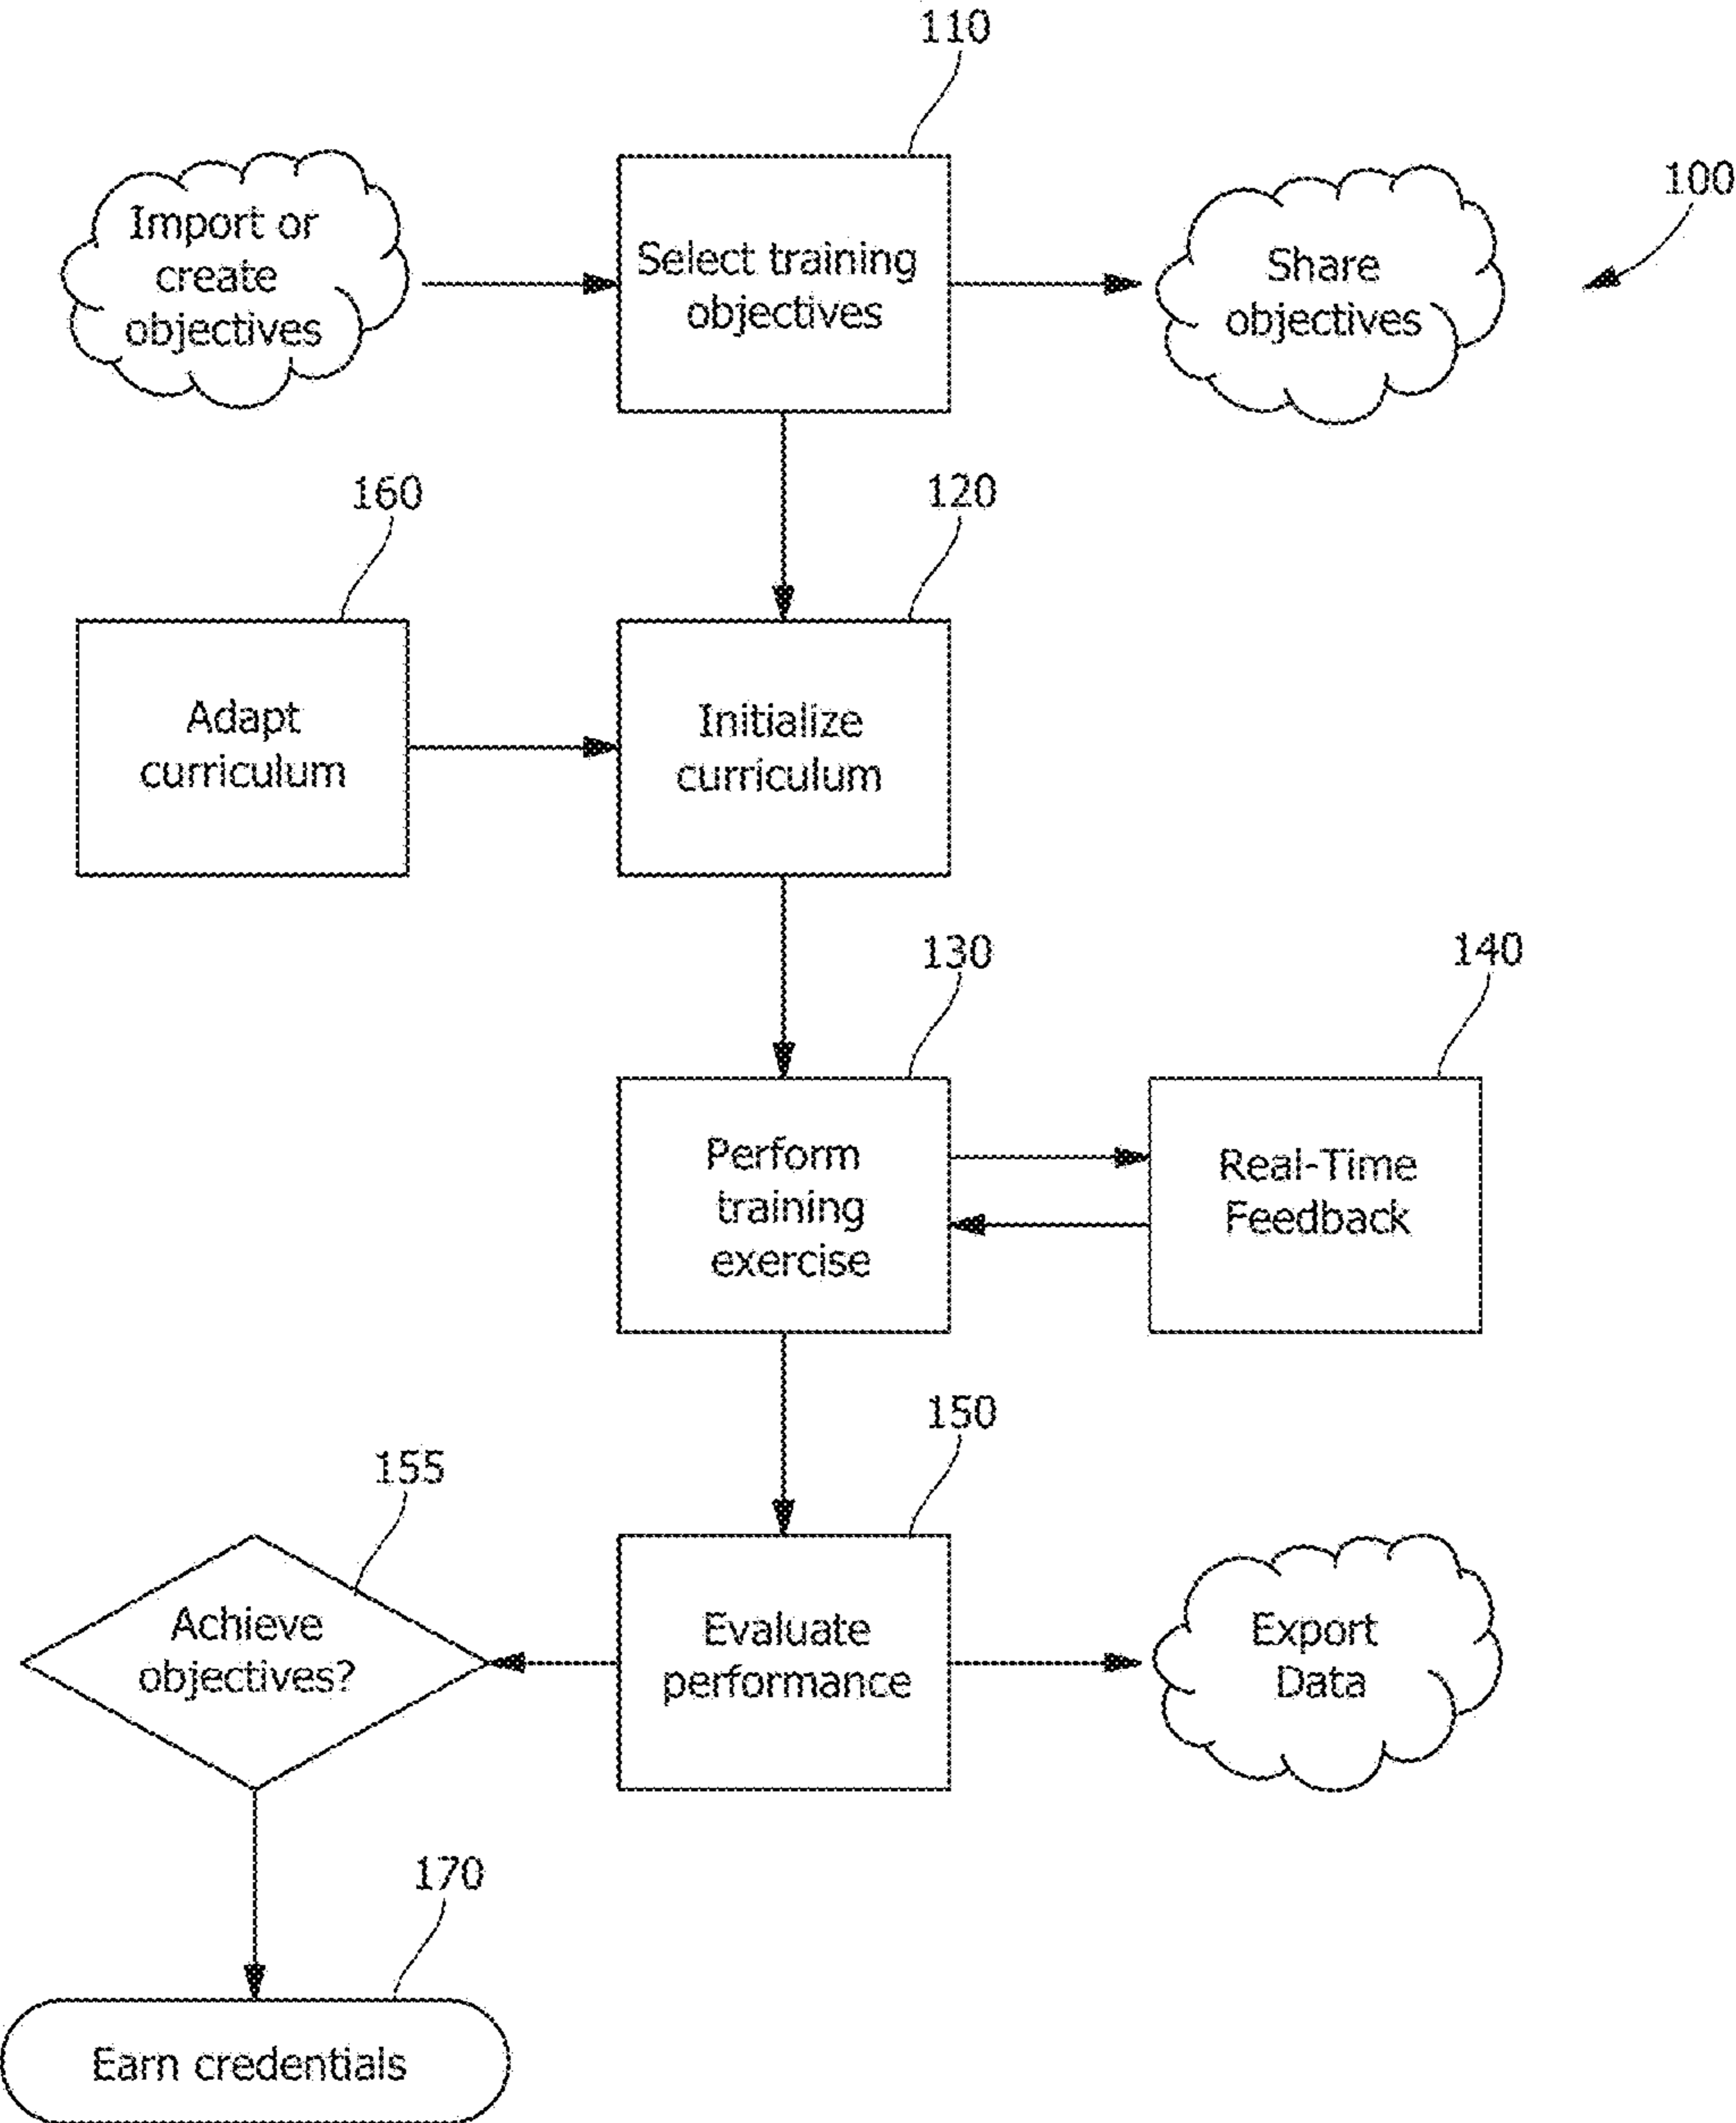 110
100
Import or
create
objectives
Select training
objectives
Share
objectives
160
120
Adapt
curriculum
Initialize
curriculum
130
140
Perform
training
exercise
Real-Time
Feedback
150
155
Achieve
objectives?
Evaluate
performance
Export
Data
170
Earn credentials